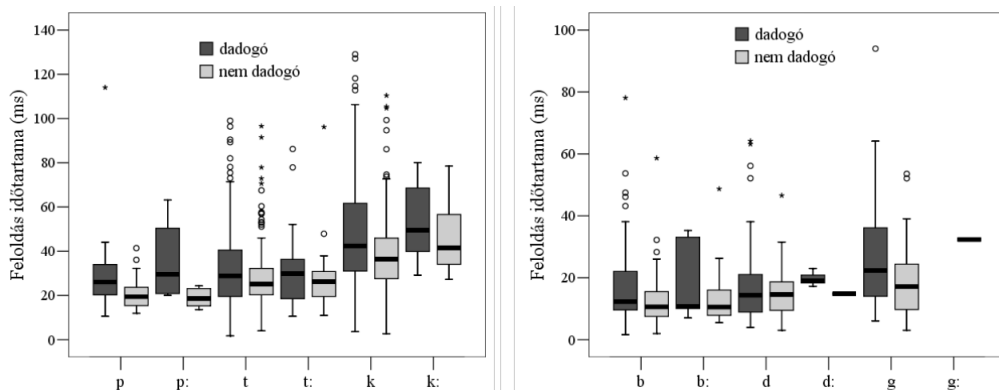 Feloldás időtartama (ms)
140
120
100
80
60
40
20
0
dadogó
nem dadogó
p p: t t: k k:
Feloldás időtartama (ms)
100
80
60
40
20
0
dadogó
nem dadogó
b b: d d: g g: